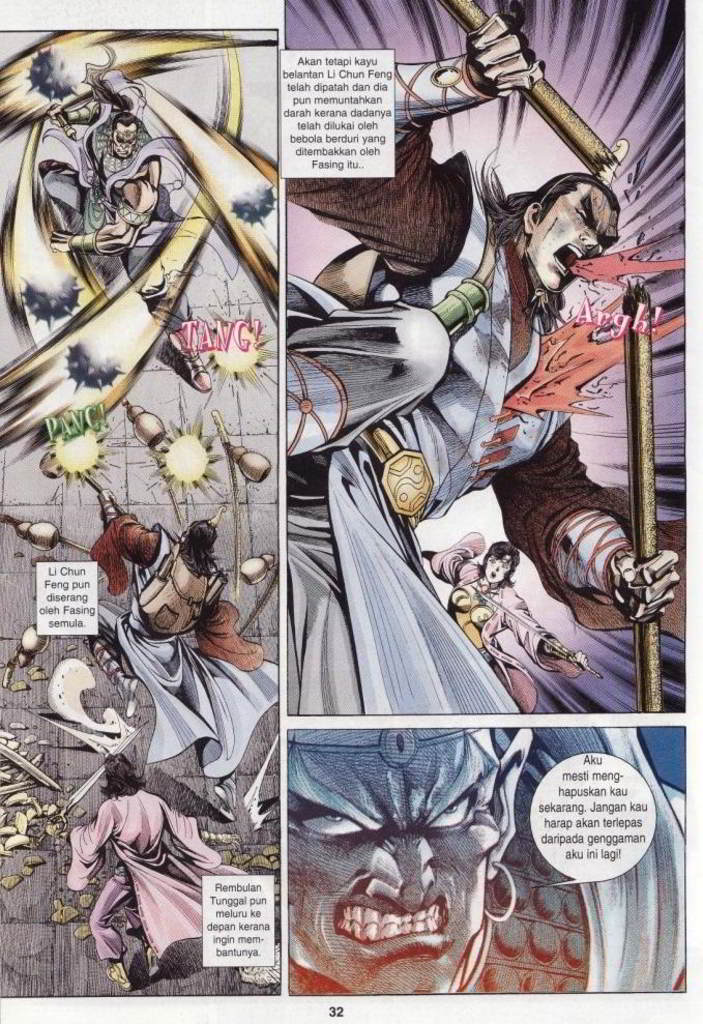 TANG!
PANG!
Li Chun
Feng pun
diserang
oleh Fasing
semula.
Rembulan
Tunggal pun
meluru ke
depan kerana
ingin mem-
bantunya.
Akan tetapi kayu
belantan Li Chun Feng
telah dipatah dan dia
pun memuntahkan
darah kerana dadanya
telah dilukai oleh
bebola buriu yang
ditembakkan oleh
Fasing itu..
Argh!
Aku
mesti meng-
hapuskan kau
sekarang. Jangan kau
harap terlepas
daripada genggaman
aku ini lagi!
32